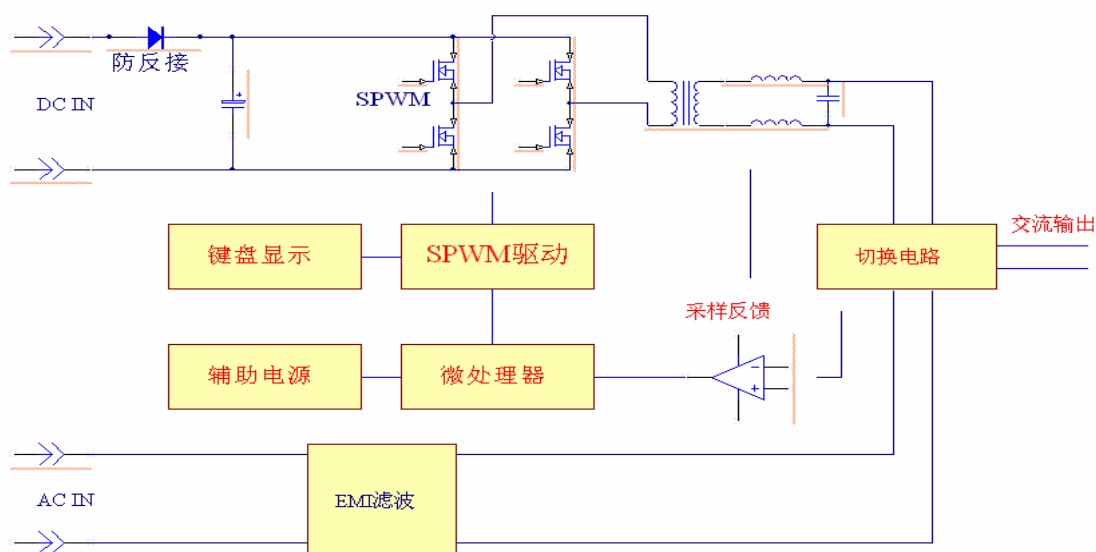 防反接
DC IN
SPWM
交流输出
键盘显示
SPWM驱动
切换电路
采样反馈
辅助电源
微处理器
AC IN
EMI滤波